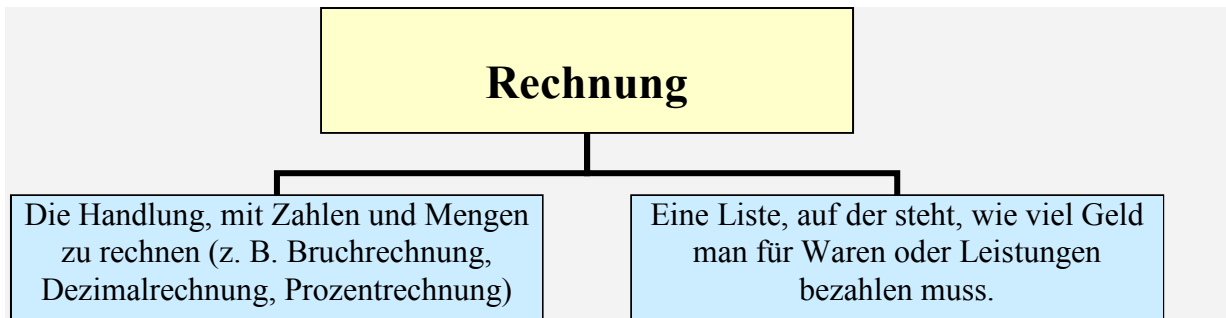 Rechnung
Die Handlung, mit Zahlen und Mengen
zu rechnen (z. B. Bruchrechnung,
Dezimalrechnung, Prozentrechnung)
Eine Liste, auf der steht, wie viel Geld
man für Waren oder Leistungen
bezahlen muss.